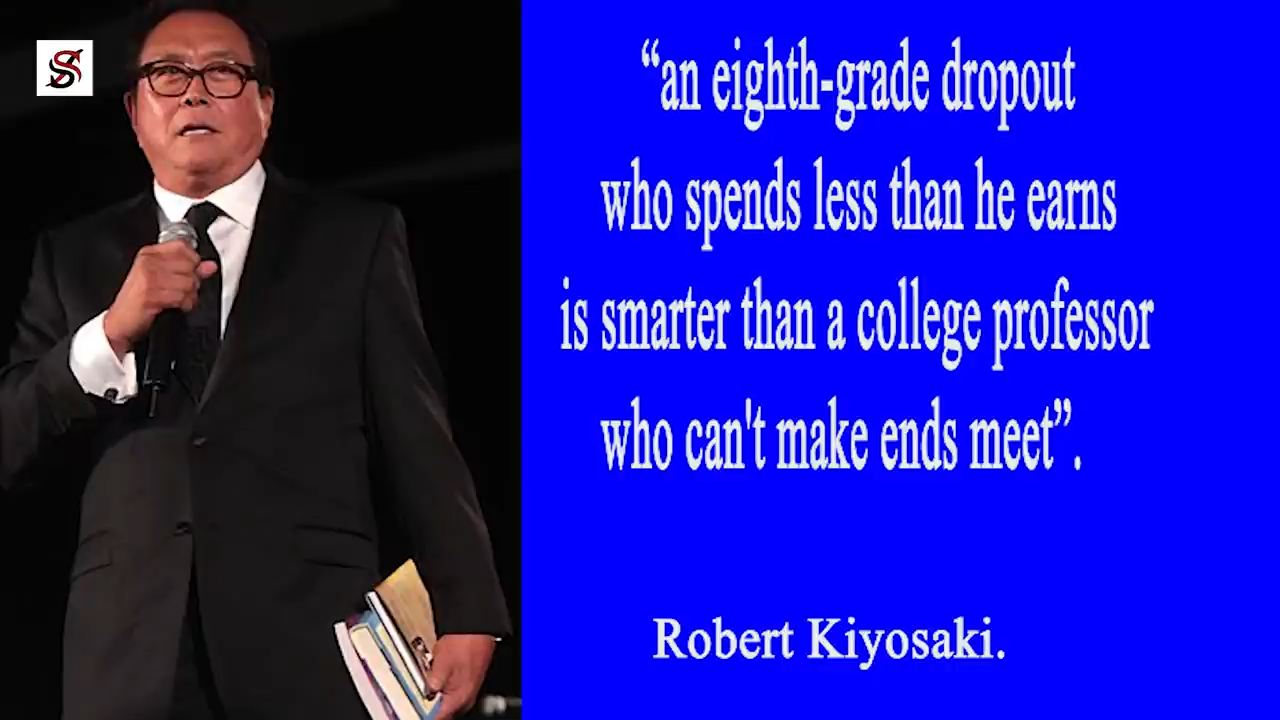 “an eighth-grade dropout
who spends less than he earns
is smarter than a college professor
who can't make ends meet”.
Robert Kiyosaki.